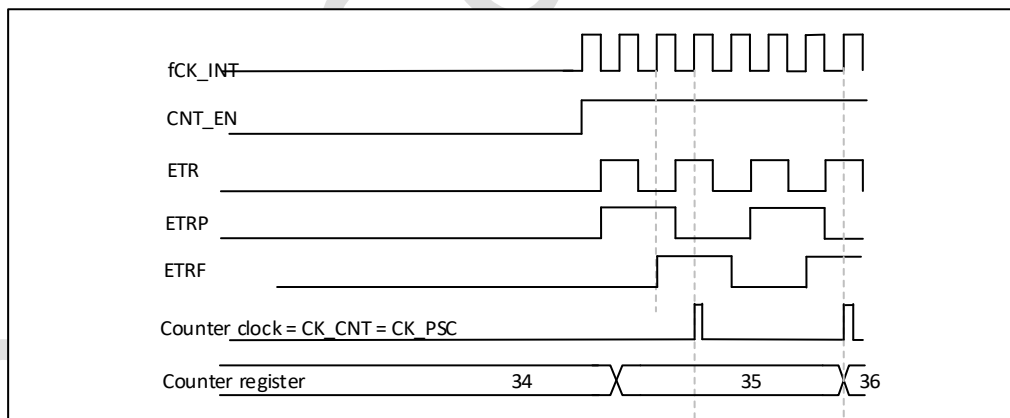 fCK_INT
CNT_EN
ETR
ETRP
ETRF
Counter clock = CK_CNT = CK_PSC
Counter register 34 35 36